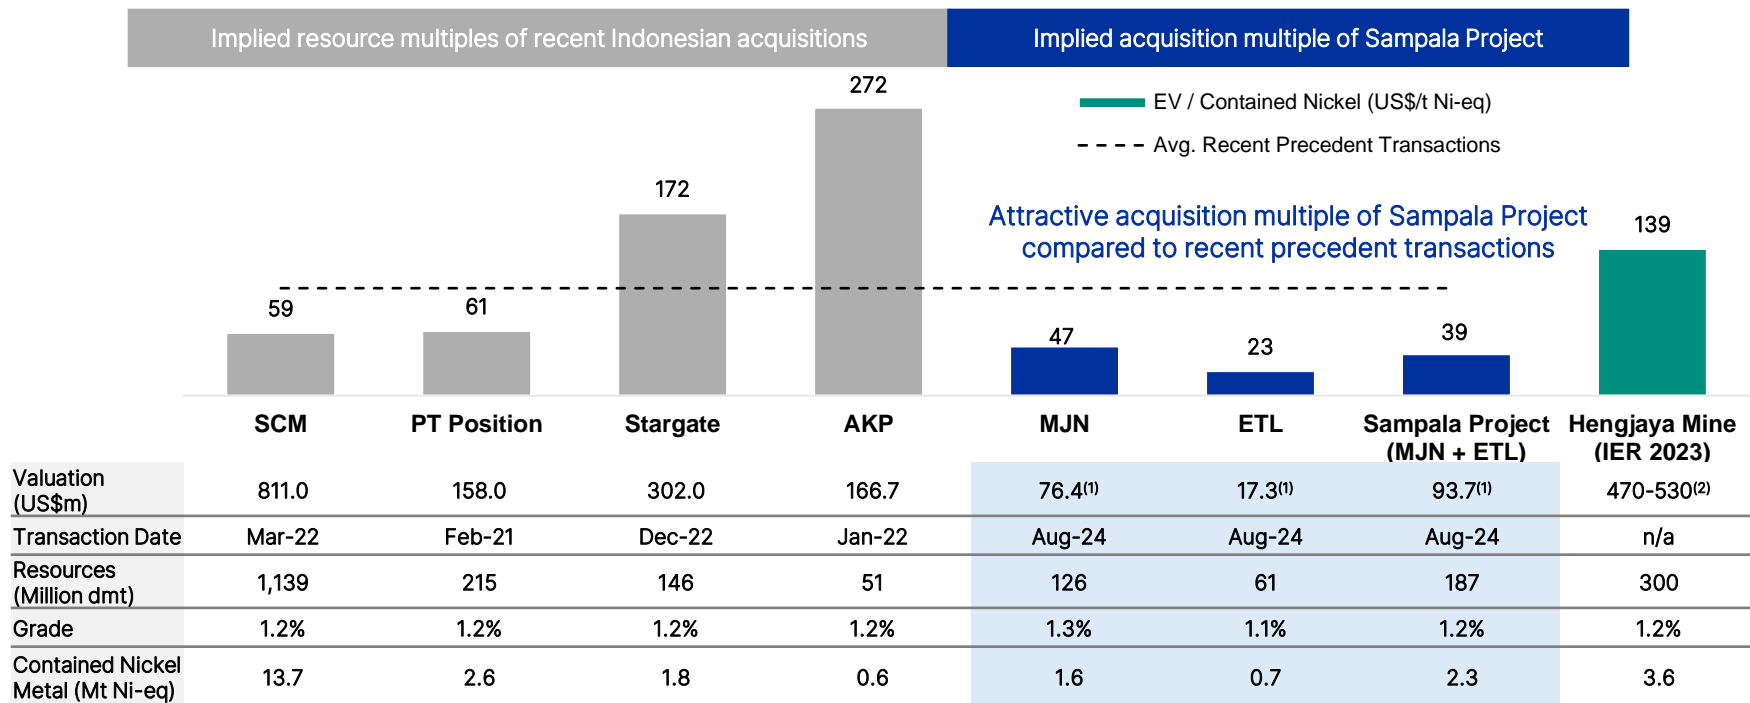 Implied resource multiples of recent Indonesian acquisitions
Implied acquisition multiple of Sampala Project
EV / Contained Nickel (US$/t Ni-eq)
Avg. Recent Precedent Transactions
Attractive acquisition multiple of Sampala Project
compared to recent precedent transactions
59
61
172
272
47
23
39
139
SCM
PT Position
Stargate
AKP
MJN
ETL
Sampala Project
(MJN + ETL)
Hengjaya Mine
(IER 2023)
Valuation
(US$m)
811.0
158.0
302.0
166.7
76.4(1)
17.3(1)
93.7(1)
470-530(2)
Transaction Date
Mar-22
Feb-21
Dec-22
Jan-22
Aug-24
Aug-24
Aug-24
n/a
Resources
(Million dmt)
1,139
215
146
51
126
61
187
300
Grade
1.2%
1.2%
1.2%
1.2%
1.3%
1.1%
1.2%
1.2%
Contained Nickel
Metal (Mt Ni-eq)
13.7
2.6
1.8
0.6
1.6
0.7
2.3
3.6